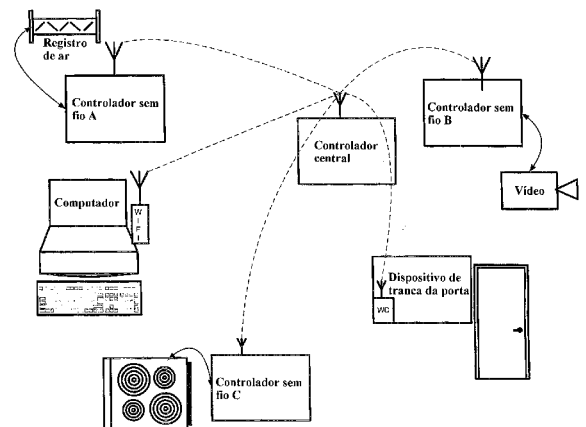 Registro
de ar
Controlador sem
fio A
Controlador
central
Controlador sem
fio B
Vídeo
Computador
W
I
F
I
Dispositivo de
tranca da porta
WC
Controlador sem
fio C